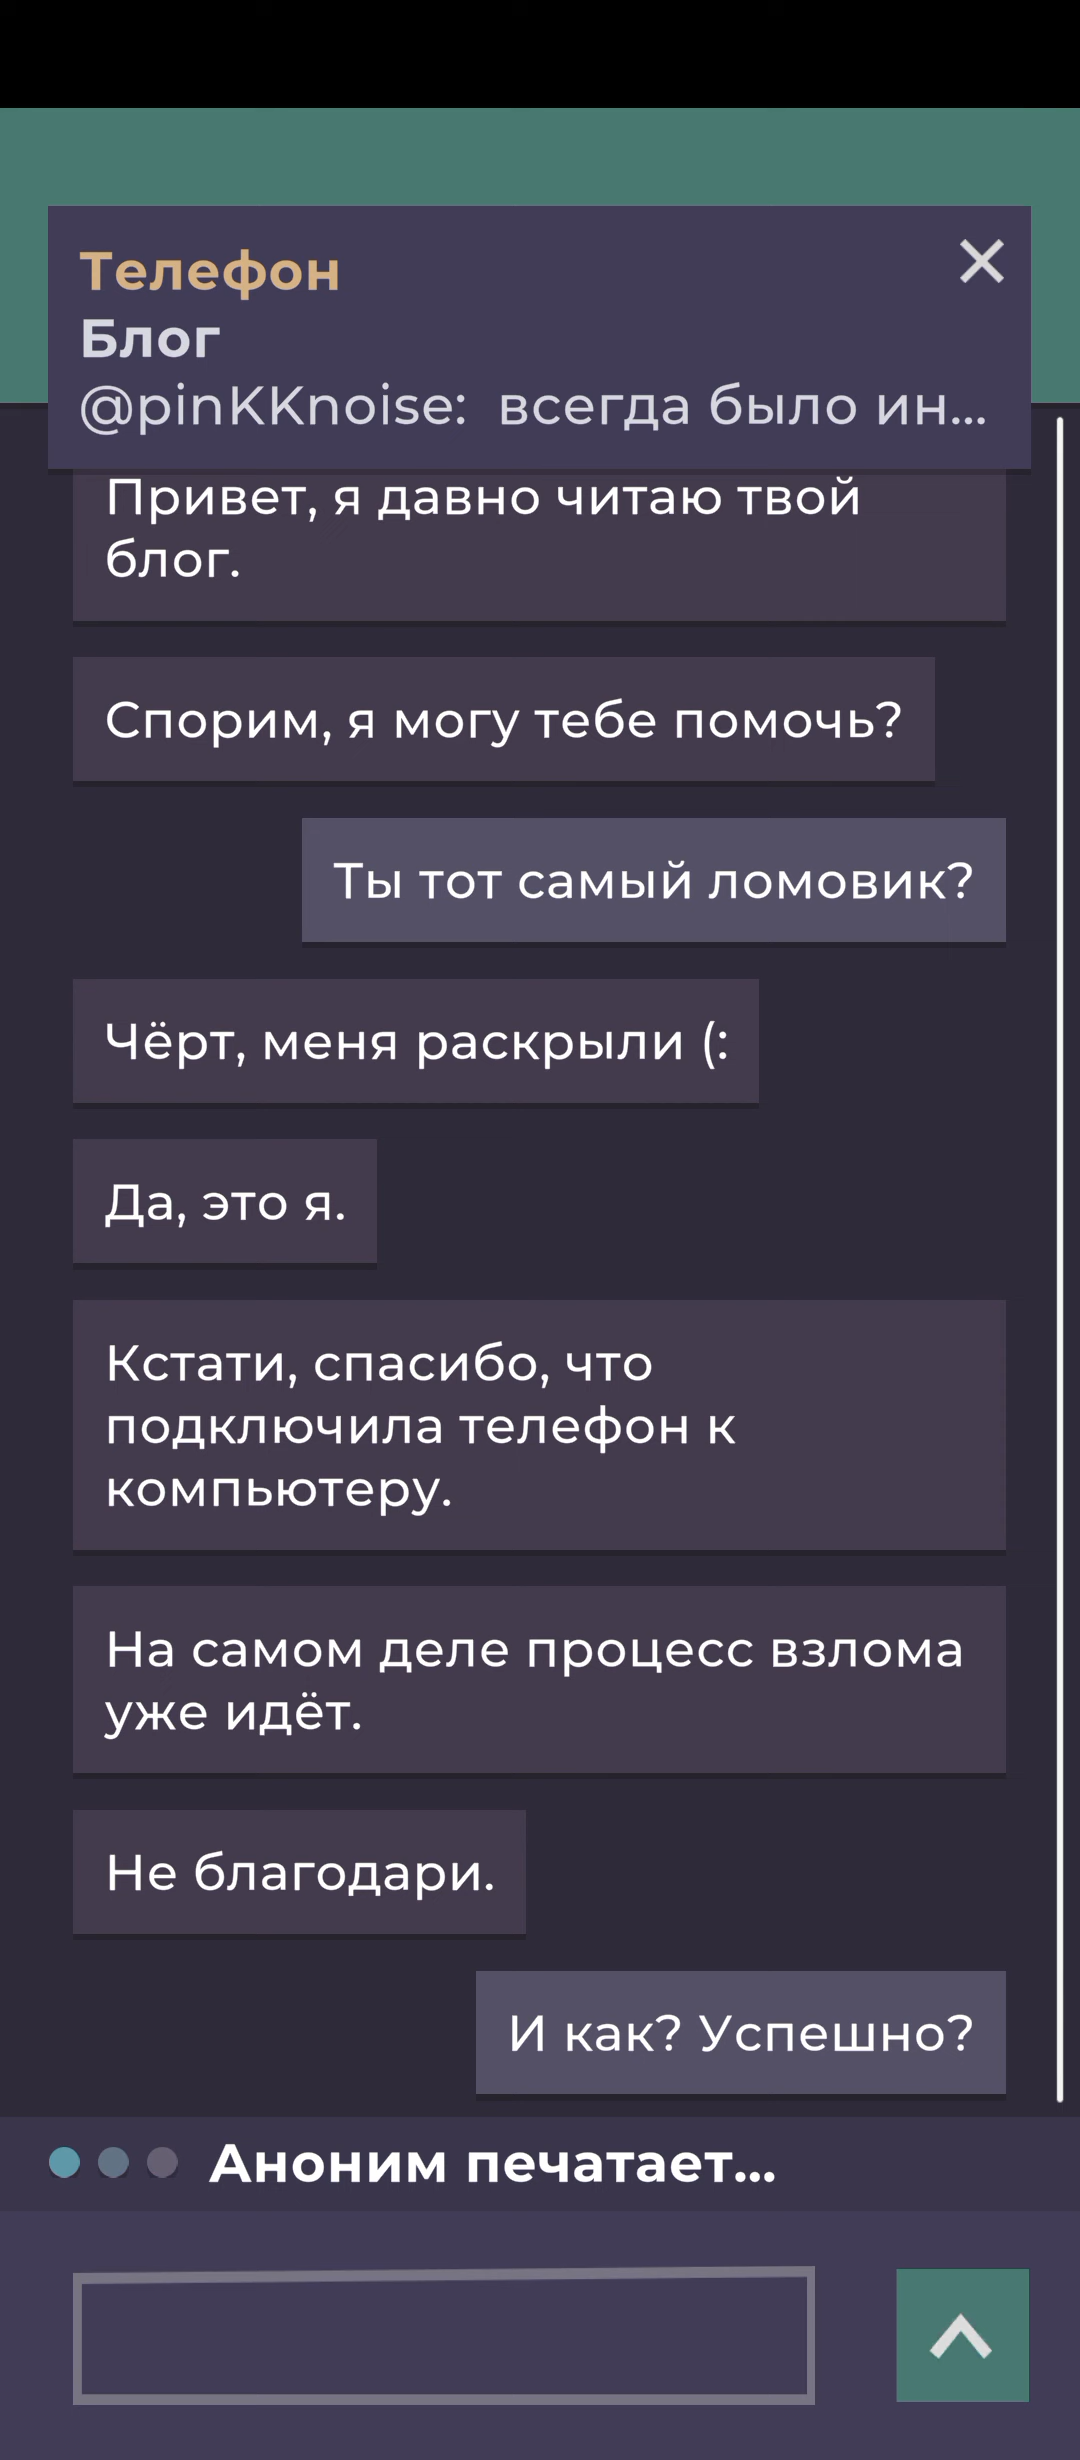 Телефон
Блог
@pinKKnoise: всегда было ин...
Привет, я давно читаю твой
блог.
Спорим, я могу тебе помочь?
Ты тот самый ломовик?
Чёрт, меня раскрыли (:
Да, это я.
Кстати, спасибо, что
подключила телефон к
компьютеру.
На самом деле процесс взлома
уже идёт.
Не благодари.
И как? Успешно?
Аноним печатает...